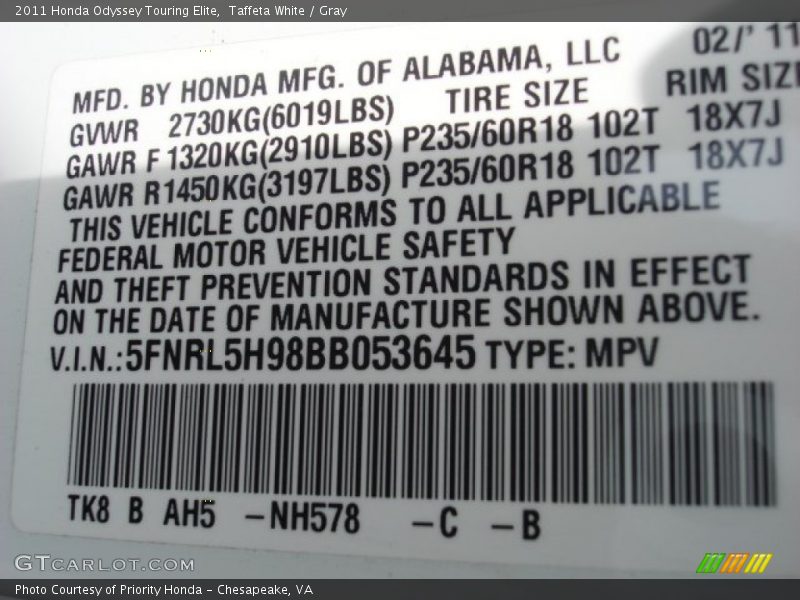 2011 Honda Odyssey Touring Elite, Taffeta White / Gray
MFD. BY HONDA MFG. OF ALABAMA, LLC 02/' 11
GVWR 2730KG(6019LBS) TIRE SIZE RIM SIZE
GAWR F 1320KG(2910LBS) P235/60R18 102T 18X7J
GAWR R1450KG(3197LBS) P235/60R18 102T 18X7J
THIS VEHICLE CONFORMS TO ALL APPLICABLE
FEDERAL MOTOR VEHICLE SAFETY
AND THEFT PREVENTION STANDARDS IN EFFECT
ON THE DATE OF MANUFACTURE SHOWN ABOVE.
V.I.N.:5FNRL5H98BB053645 TYPE: MPV
TK8 B AH5 -NH578 -C -B
GTCARLOT.COM
Photo Courtesy of Priority Honda - Chesapeake, VA